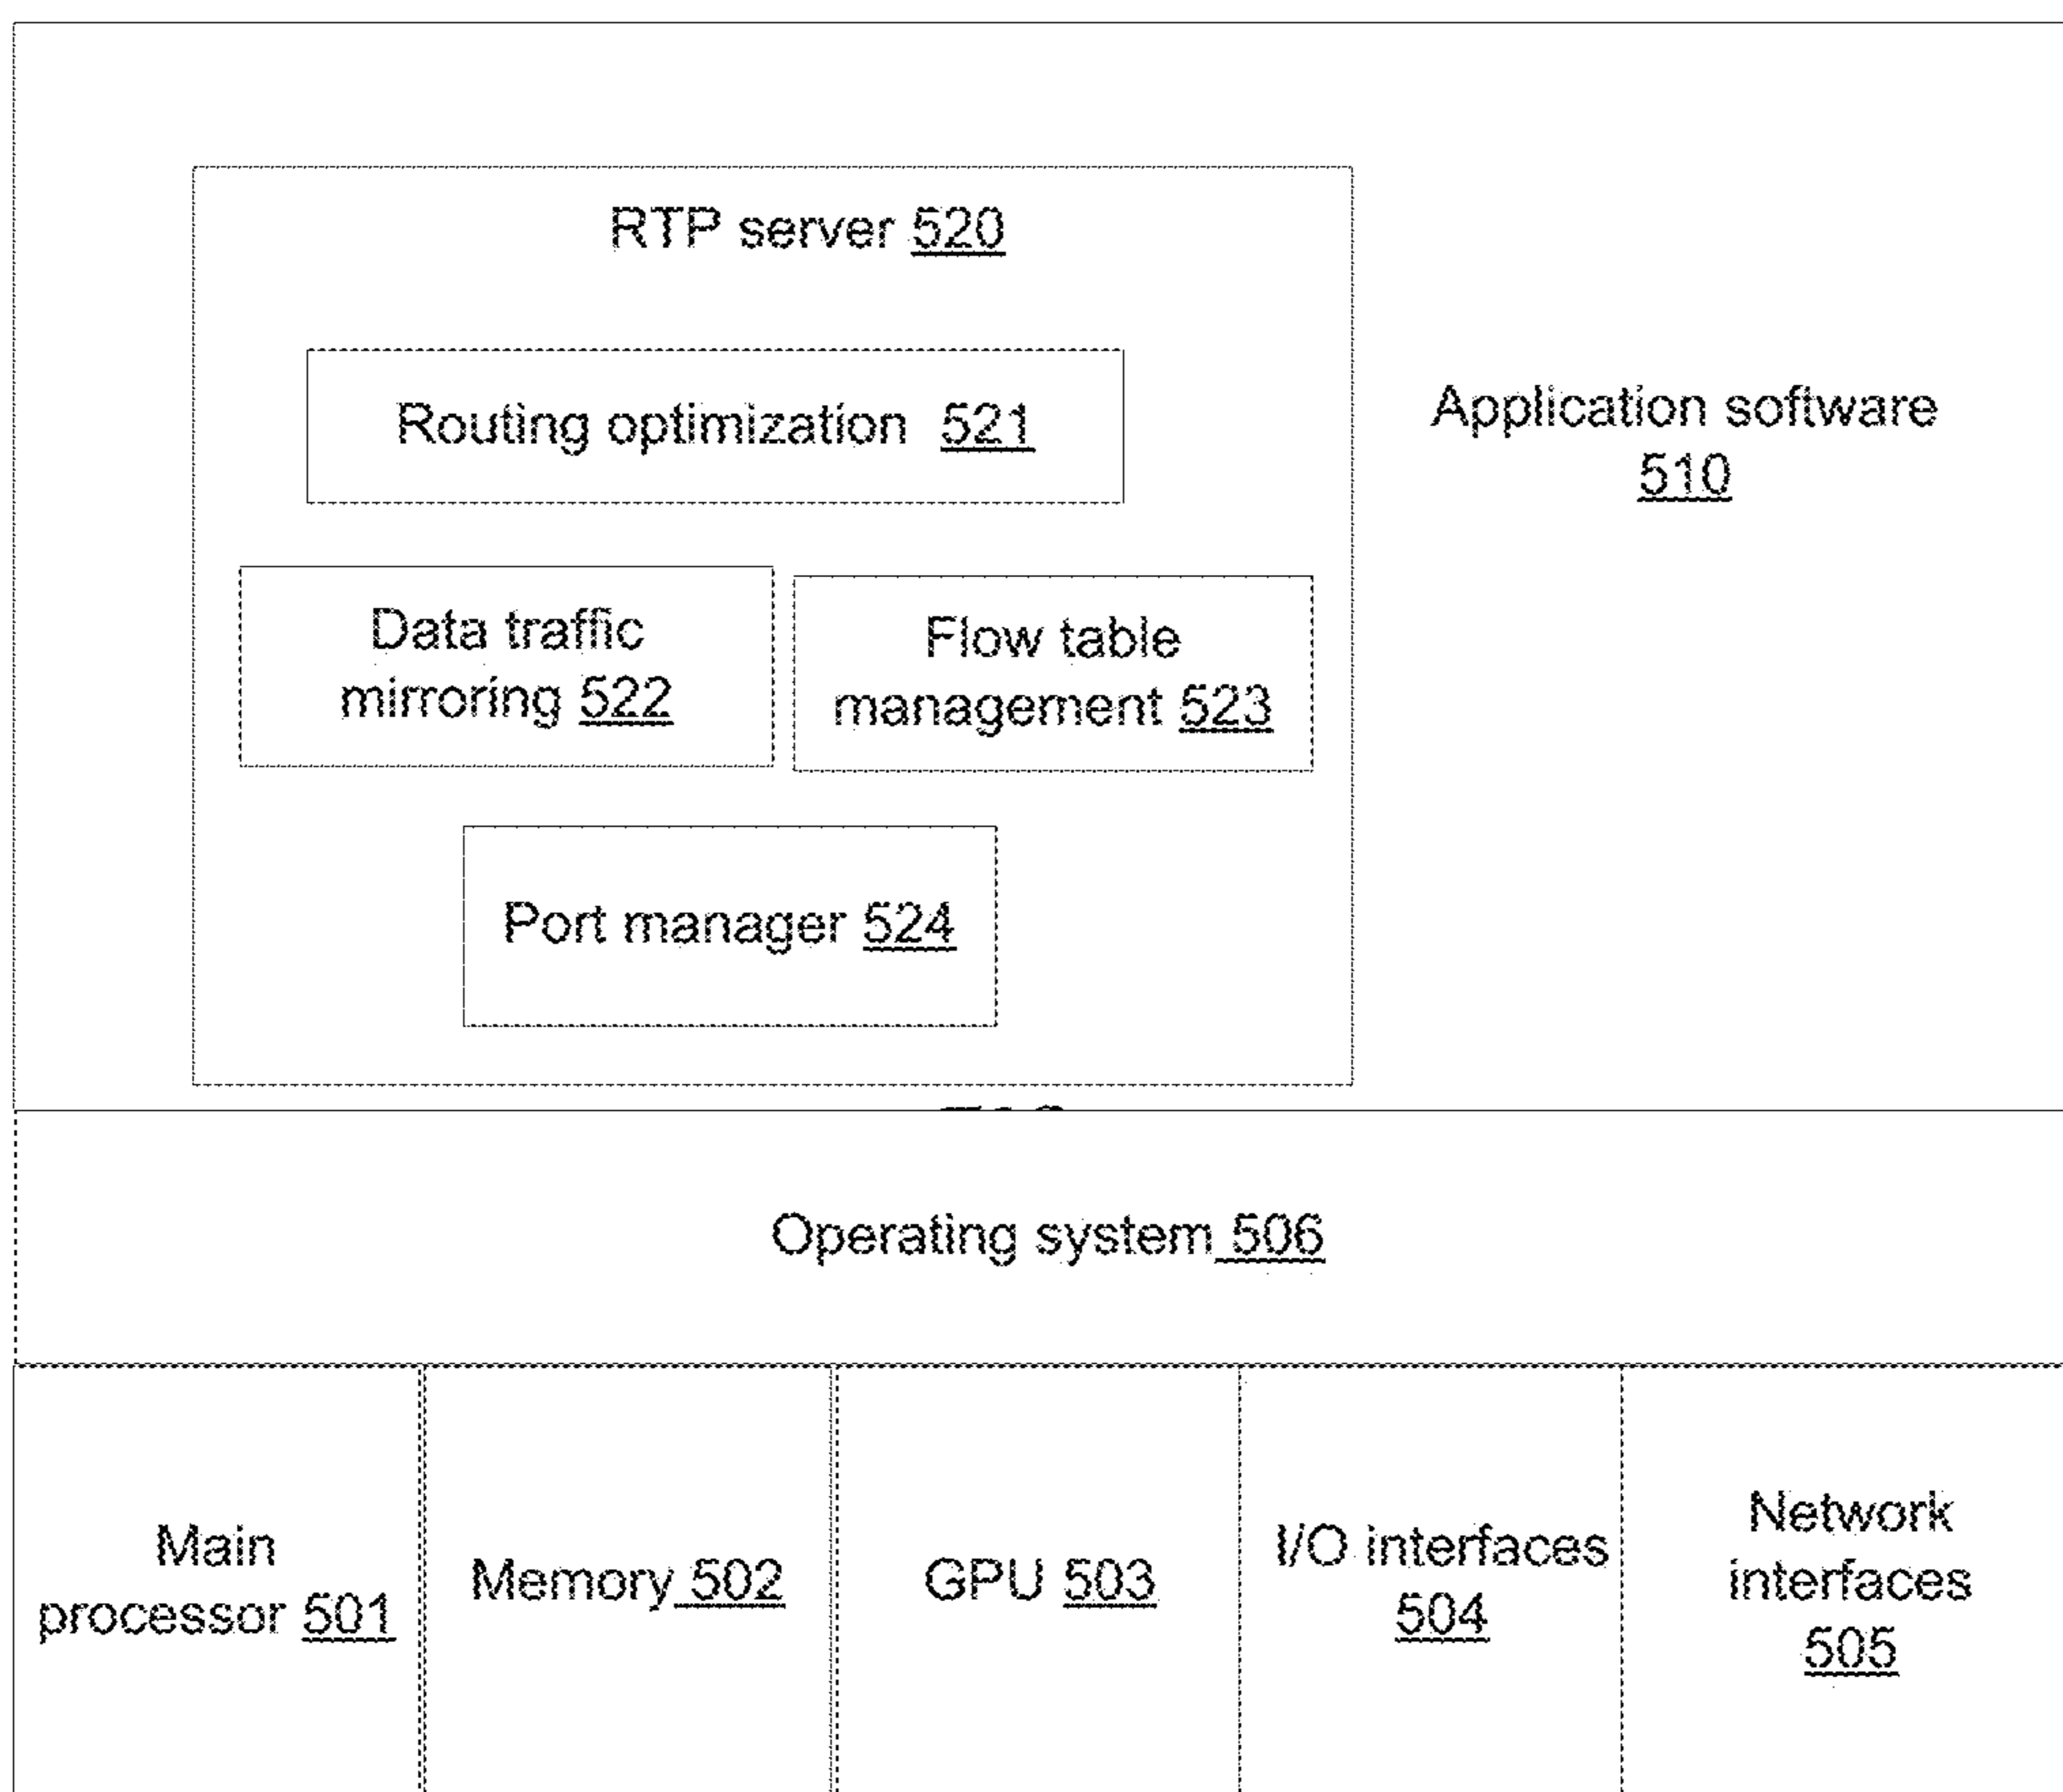 RTP server 520
Routing optimization 521
Application software
510
Data traffic
mirroring 522
Flow table
management 523
Port manager 524
Operating system 506
Main
processor 501
Memory 502
GPU 503
I/O interfaces
504
Network
interfaces
505